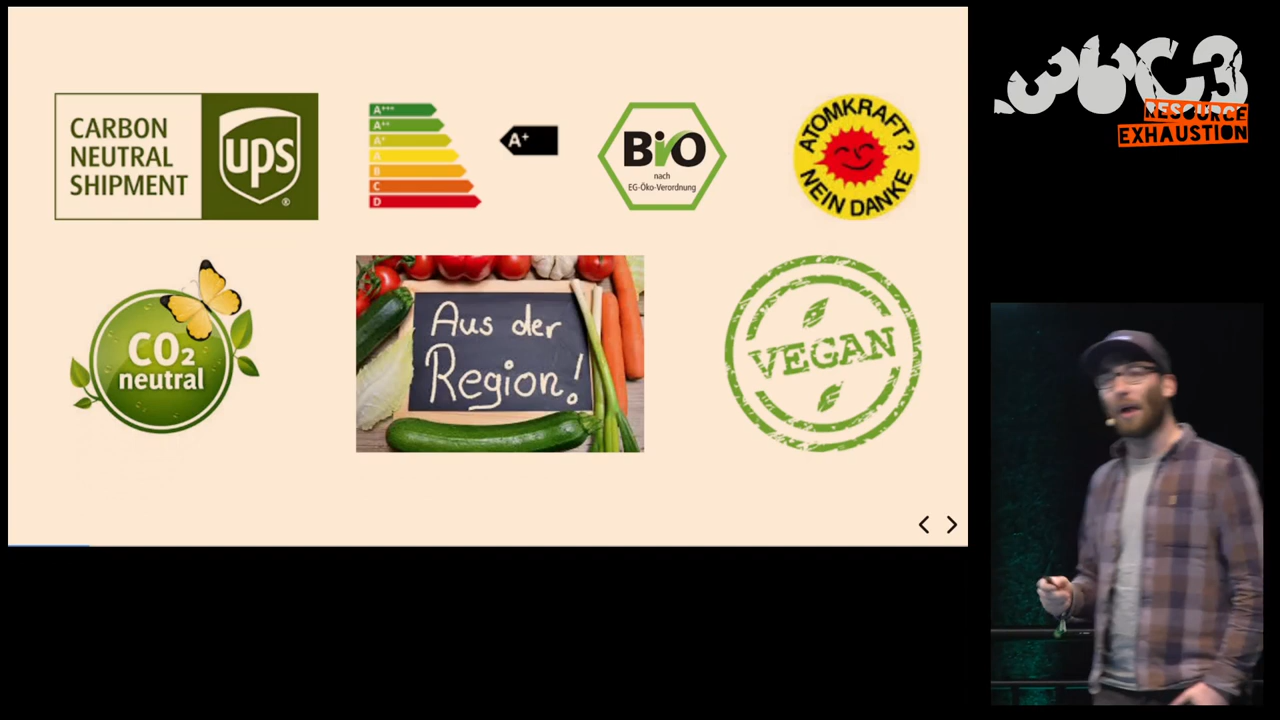 CARBON
NEUTRAL
SHIPMENT
ups
®
A+++
A++
A+
A
B
C
D
A+
BiO
nach
EG-Öko-Verordnung
ATOMKRAFT?
NEIN DANKE
CO2
neutral
Aus der
Region!
VEGAN
36C3
RESOURCE
EXHAUSTION